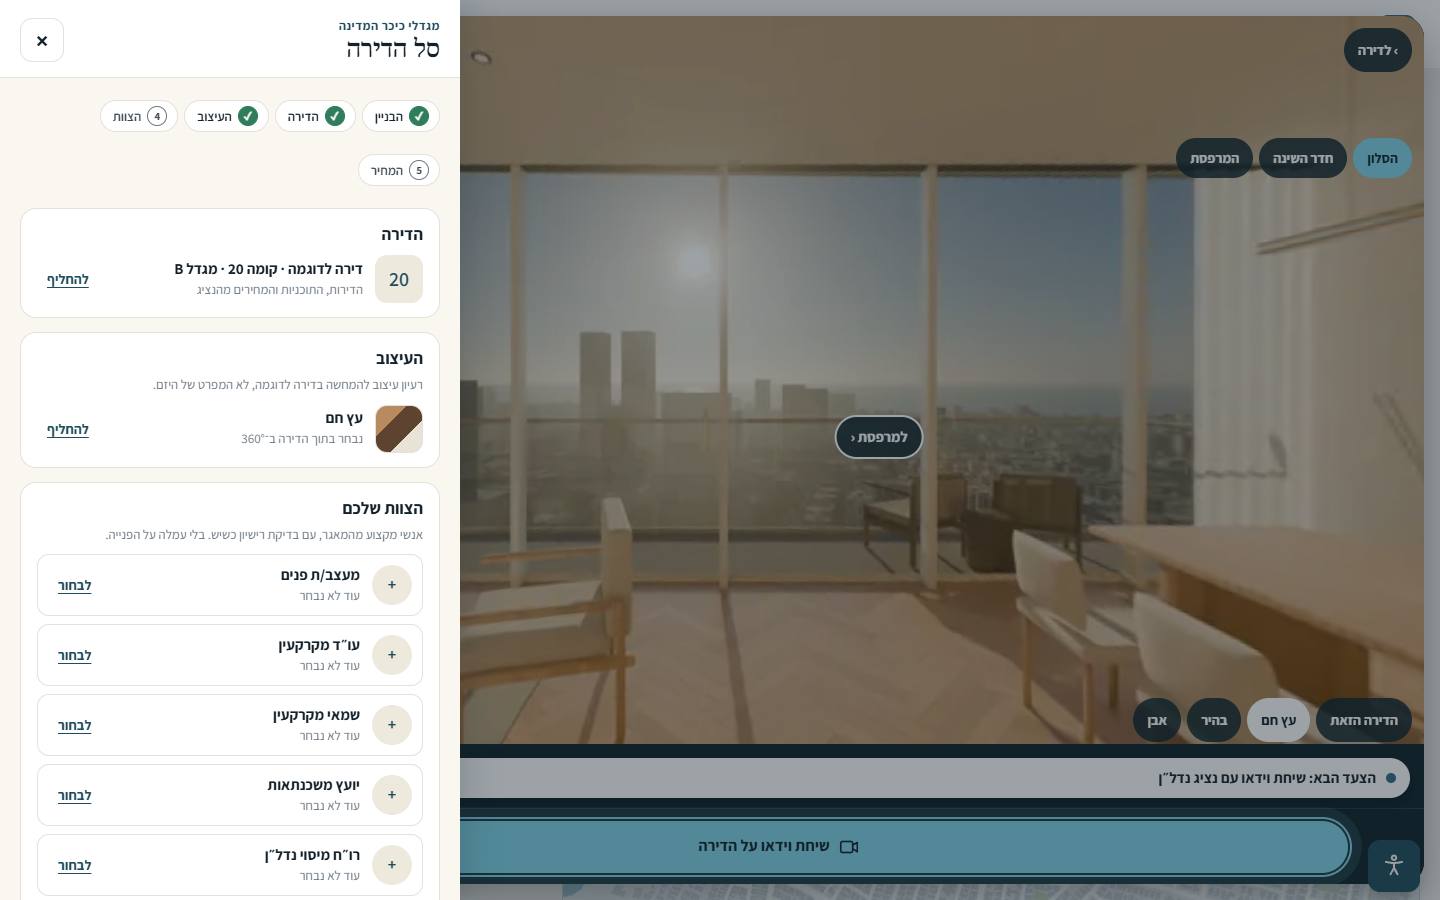 מגדלי כיכר המדינה
סל הדירה
×
הבניין
הדירה
העיצוב
4 הצוות
5 המחיר
הדירה
20
דירה לדוגמה · קומה 20 · מגדל B
הדירות, התוכניות והמחירים מהנציג
להחליף
העיצוב
רעיון עיצוב להמחשה בדירה לדוגמה, לא המפרט של היזם.
עץ חם
נבחר בתוך הדירה ב־360°
להחליף
הצוות שלכם
אנשי מקצוע מהמאגר, עם בדיקת רישיון כשיש. בלי עמלה על הפנייה.
+
מעצב/ת פנים
עוד לא נבחר
לבחור
+
עו״ד מקרקעין
עוד לא נבחר
לבחור
+
שמאי מקרקעין
עוד לא נבחר
לבחור
+
יועץ משכנתאות
עוד לא נבחר
לבחור
+
רו״ח מיסוי נדל״ן
עוד לא נבחר
לבחור
‹ לדירה
הסלון
חדר השינה
המרפסת
למרפסת ‹
הדירה הזאת
עץ חם
בהיר
אבן
הצעד הבא: שיחת וידאו עם נציג נדל״ן
שיחת וידאו על הדירה